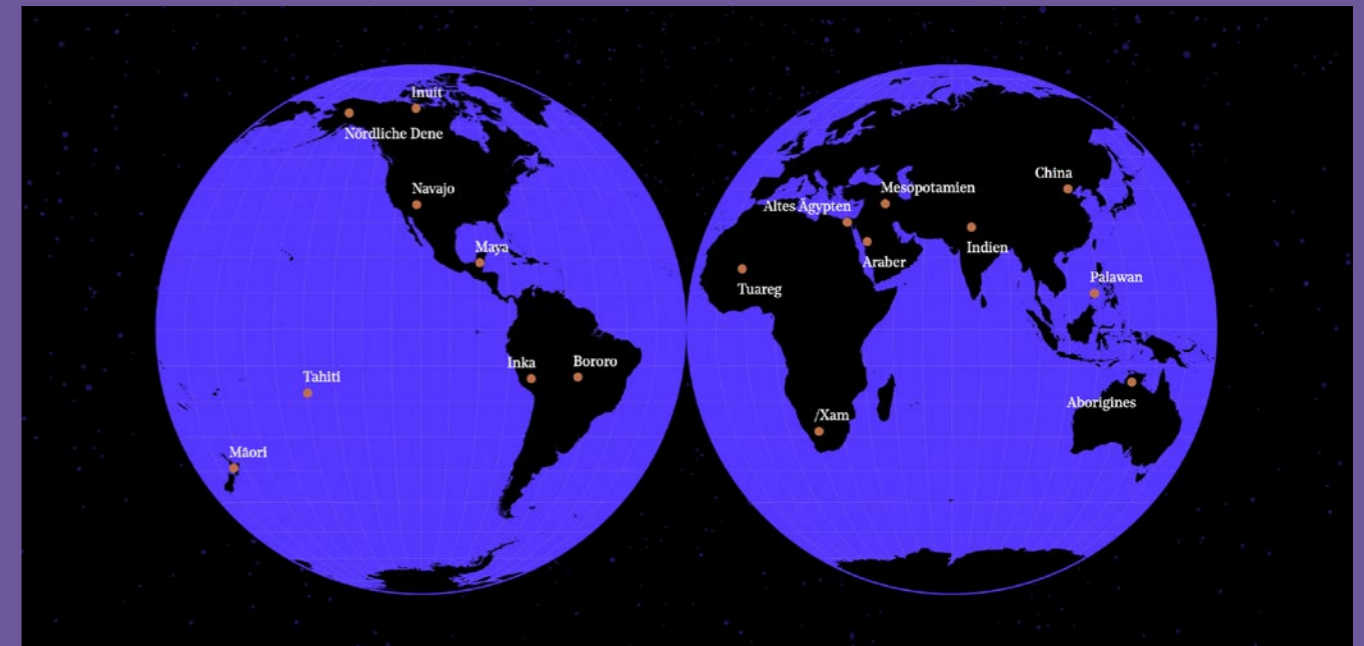 Inuit
Nördliche Dene
Navajo
Maya
Inka
Bororo
Tahiti
Māori
China
Mesopotamien
Altes Ägypten
Indien
Araber
Palawan
Tuareg
Aborigines
/Xam